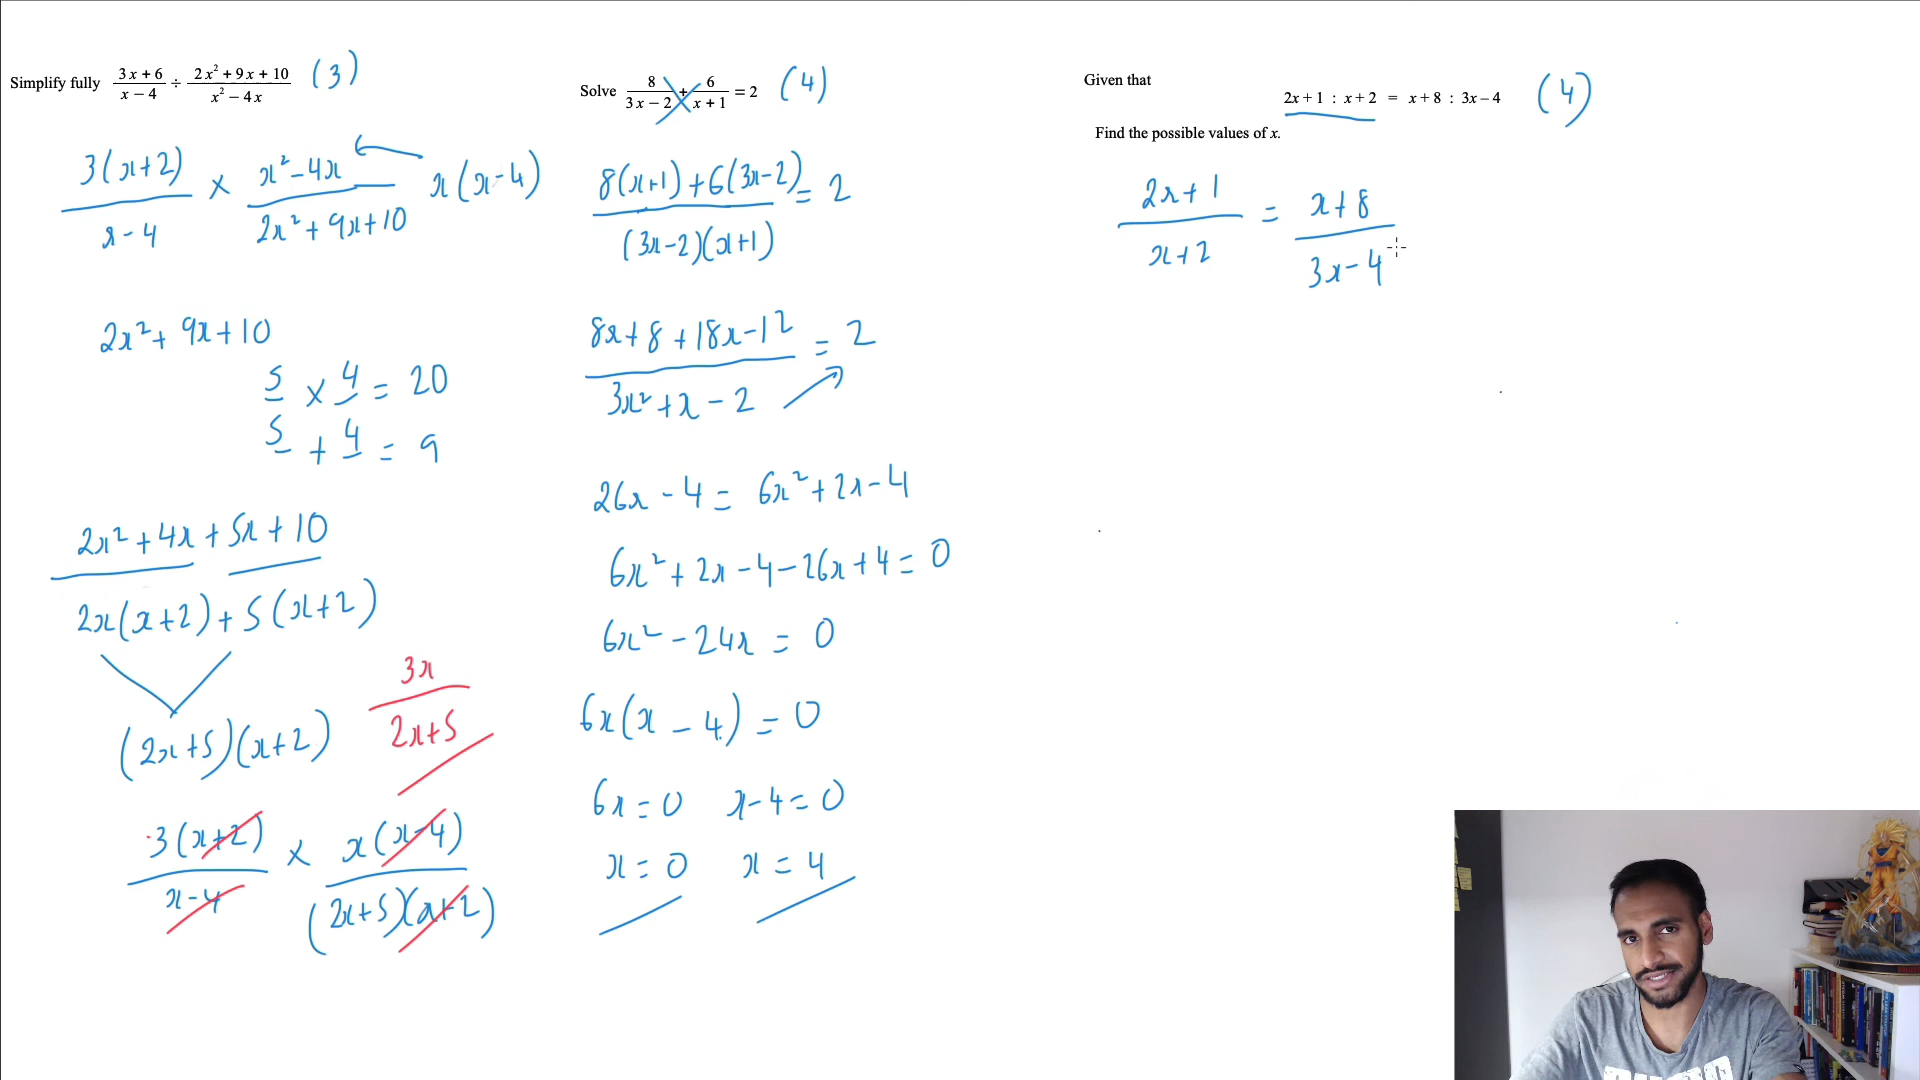 Simplify fully (3x + 6)/(x − 4) ÷ (2x² + 9x + 10)/(x² − 4x) (3)
3(x+2)/(x-4) × (x²-4x)/(2x²+9x+10) x(x-4)
2x²+9x+10
5 × 4 = 20
5 + 4 = 9
2x²+4x+5x+10
2x(x+2)+5(x+2)
(2x+5)(x+2)
3x/(2x+5)
3(x+2)/(x-4) × x(x-4)/((2x+5)(x+2))
Solve 8/(3x − 2) + 6/(x + 1) = 2 (4)
(8(x+1)+6(3x-2))/((3x-2)(x+1)) = 2
(8x+8+18x-12)/(3x²+x-2) = 2
26x-4 = 6x²+2x-4
6x²+2x-4-26x+4 = 0
6x²-24x = 0
6x(x-4) = 0
6x=0 x-4=0
x=0 x=4
Given that
2x + 1 : x + 2 = x + 8 : 3x – 4 (4)
Find the possible values of x.
(2x+1)/(x+2) = (x+8)/(3x-4)